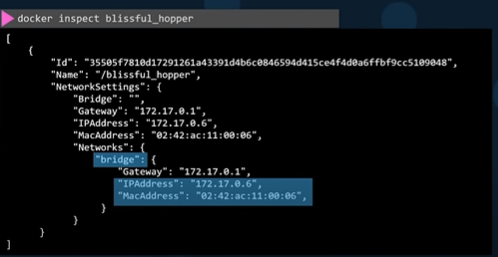 docker inspect blissful_hopper
[
{
"Id": "35505f7810d17291261a43391d4b6c0846594d415ce4f4d0a6ffbf9cc5109048",
"Name": "/blissful_hopper",
"NetworkSettings": {
"Bridge": "",
"Gateway": "172.17.0.1",
"IPAddress": "172.17.0.6",
"MacAddress": "02:42:ac:11:00:06",
"Networks": {
"bridge": {
"Gateway": "172.17.0.1",
"IPAddress": "172.17.0.6",
"MacAddress": "02:42:ac:11:00:06",
}
}
}
]